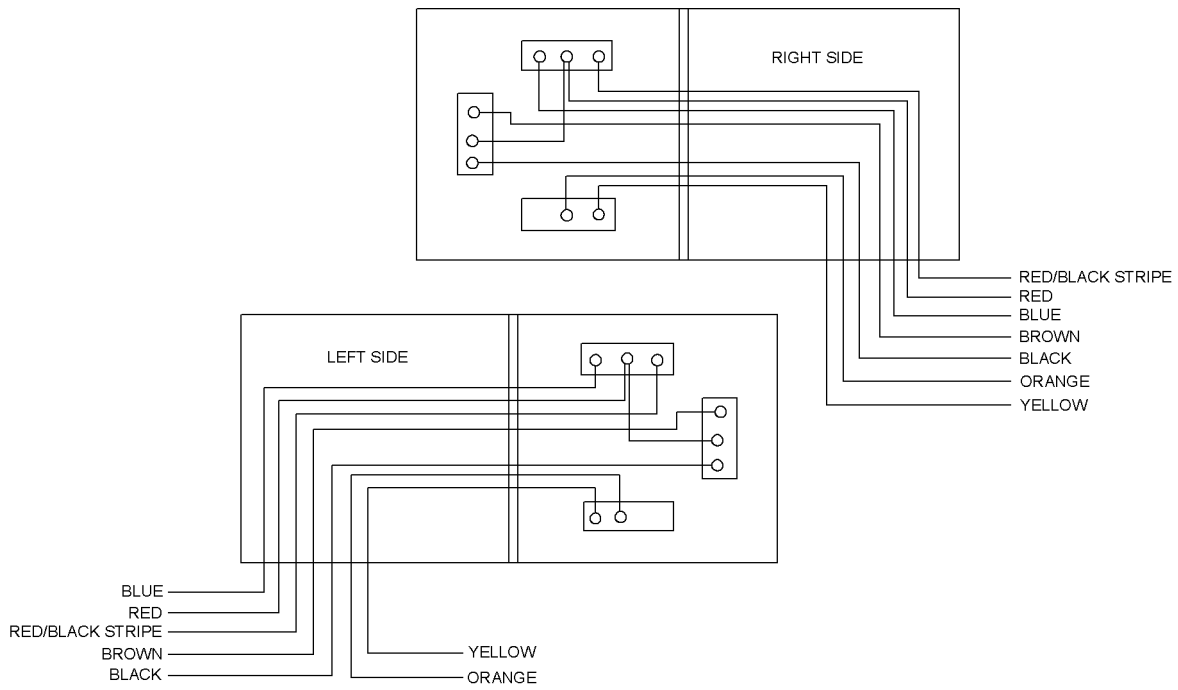 RIGHT SIDE
RED/BLACK STRIPE
RED
BLUE
BROWN
BLACK
ORANGE
YELLOW
LEFT SIDE
BLUE
RED
RED/BLACK STRIPE
BROWN
BLACK
YELLOW
ORANGE